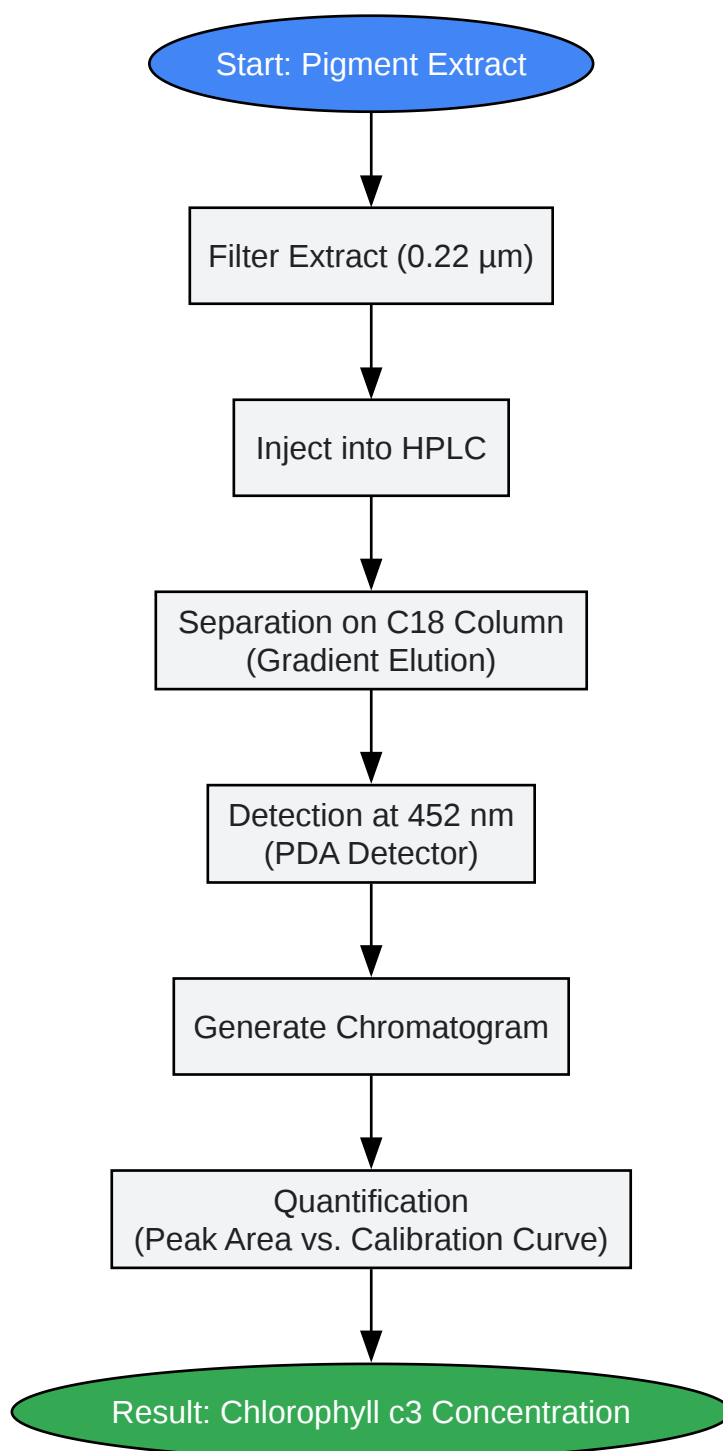 Start: Pigment Extract
Filter Extract (0.22 µm)
Inject into HPLC
Separation on C18 Column
(Gradient Elution)
Detection at 452 nm
(PDA Detector)
Generate Chromatogram
Quantification
(Peak Area vs. Calibration Curve)
Result: Chlorophyll c3 Concentration